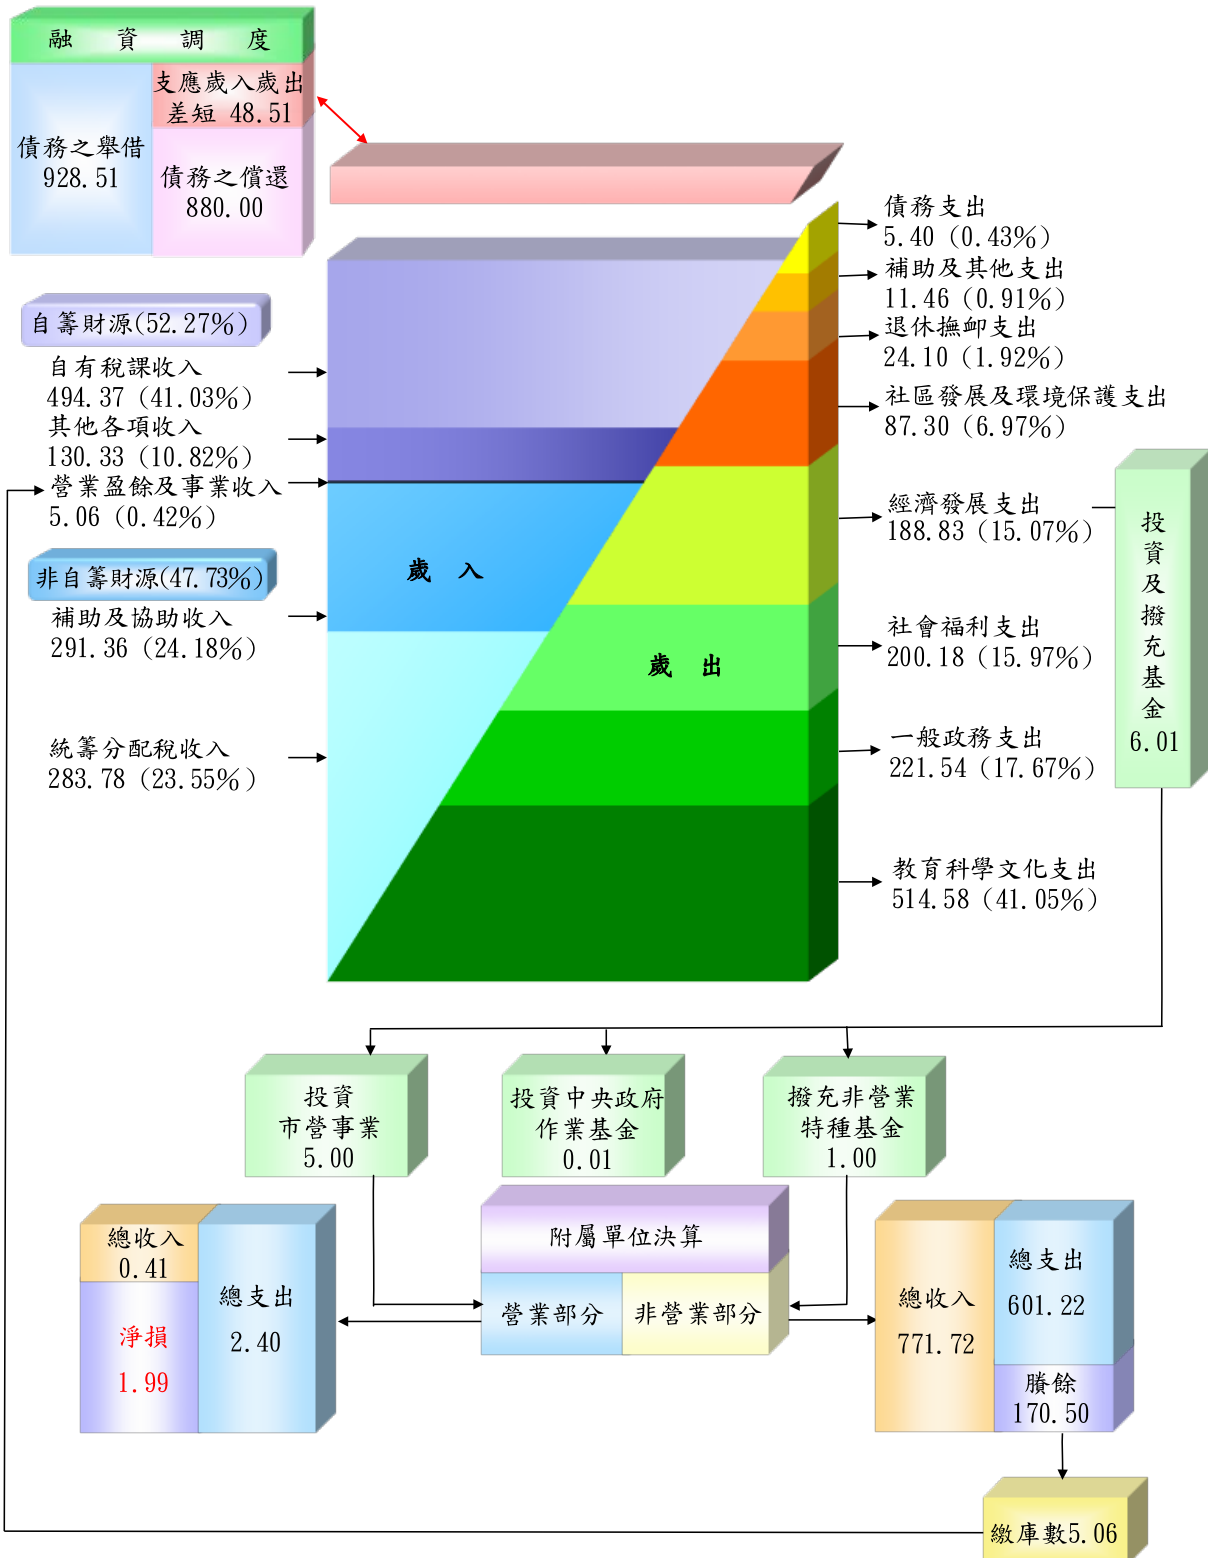 融資調度
支應歲入歲出
差短 48.51
債務之舉借
928.51
債務之償還
880.00
自籌財源(52.27%)
自有稅課收入
494.37 (41.03%)
其他各項收入
130.33 (10.82%)
營業盈餘及事業收入
5.06 (0.42%)
非自籌財源(47.73%)
補助及協助收入
291.36 (24.18%)
統籌分配稅收入
283.78 (23.55%)
歲入
歲出
債務支出
5.40 (0.43%)
補助及其他支出
11.46 (0.91%)
退休撫卹支出
24.10 (1.92%)
社區發展及環境保護支出
87.30 (6.97%)
經濟發展支出
188.83 (15.07%)
社會福利支出
200.18 (15.97%)
一般政務支出
221.54 (17.67%)
教育科學文化支出
514.58 (41.05%)
投資及撥充基金
6.01
投資
市營事業
5.00
投資中央政府
作業基金
0.01
撥充非營業
特種基金
1.00
總收入
0.41
淨損
1.99
總支出
2.40
附屬單位決算
營業部分
非營業部分
總收入
771.72
總支出
601.22
賸餘
170.50
繳庫數5.06